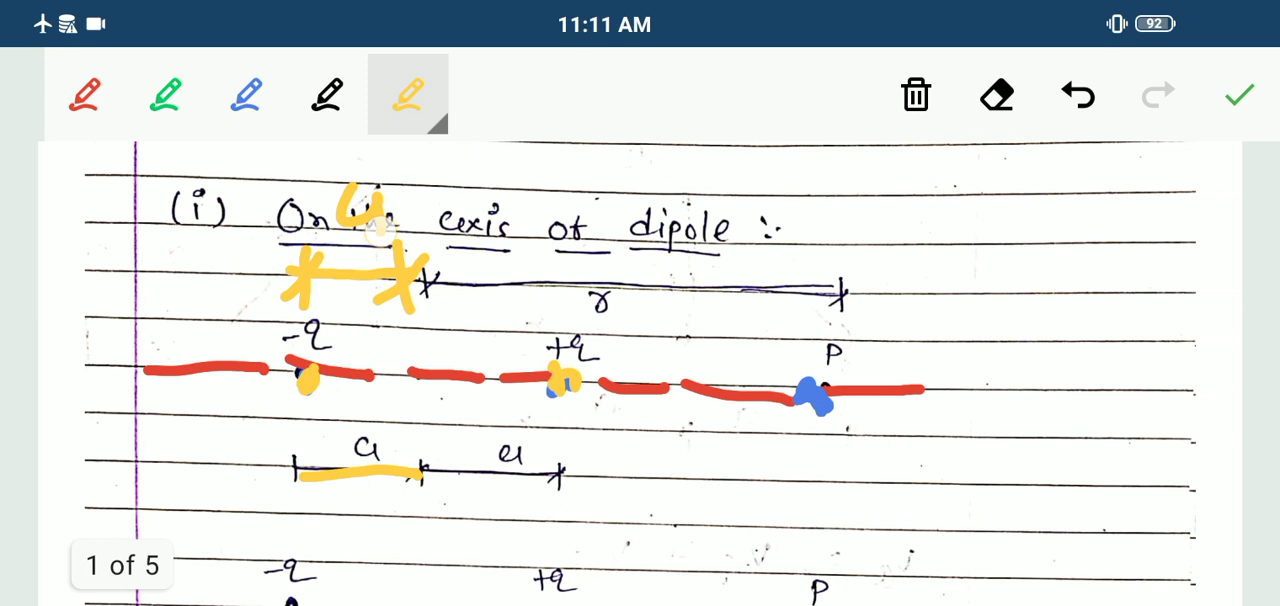 11:11 AM
92
(i) On the axis of dipole :-
a
r
-q +q P
a a
1 of 5
-q +q P